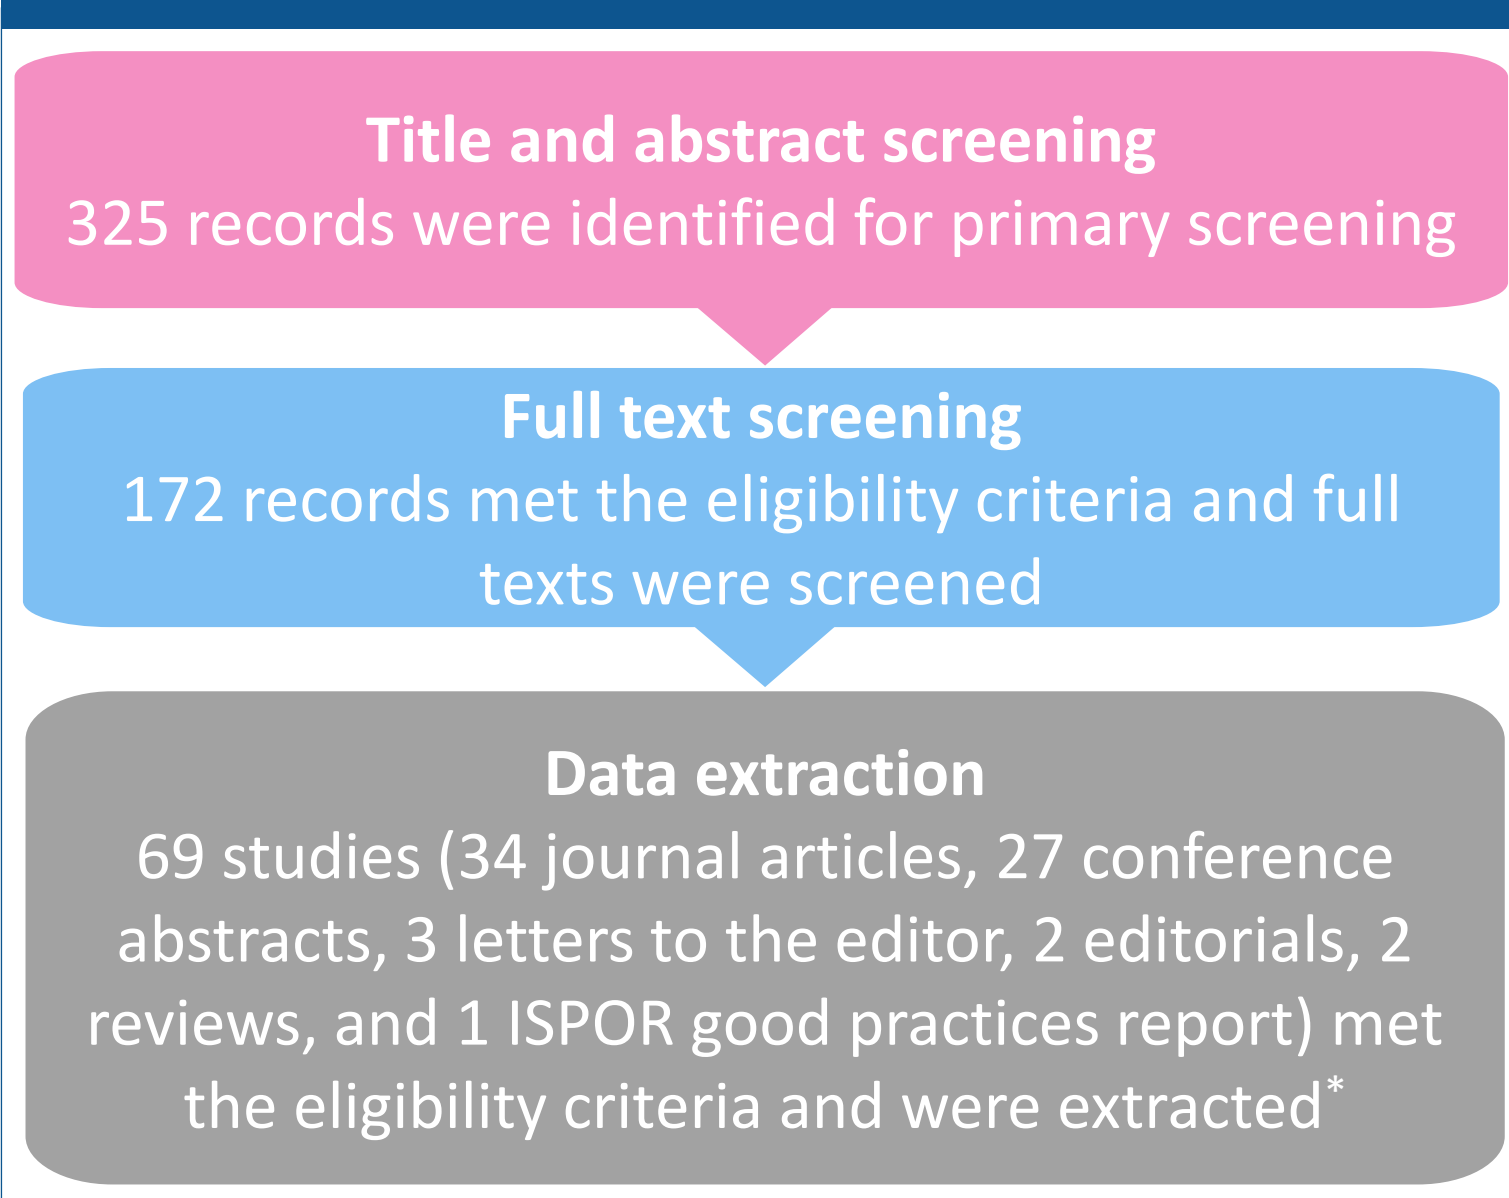 Title and abstract screening
325 records were identified for primary screening
Full text screening
172 records met the eligibility criteria and full
texts were screened
Data extraction
69 studies (34 journal articles, 27 conference
abstracts, 3 letters to the editor, 2 editorials, 2
reviews, and 1 ISPOR good practices report) met
the eligibility criteria and were extracted*